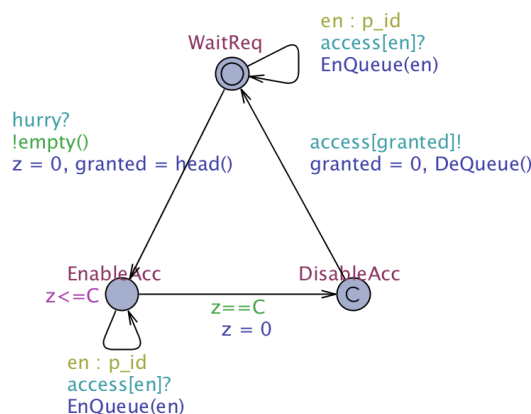 en : p_id
WaitReq
access[en]?
EnQueue(en)
hurry?
!empty()
z = 0, granted = head()
access[granted]!
granted = 0, DeQueue()
EnableAcc
DisableAcc
z<=C
C
z==C
z = 0
en : p_id
access[en]?
EnQueue(en)